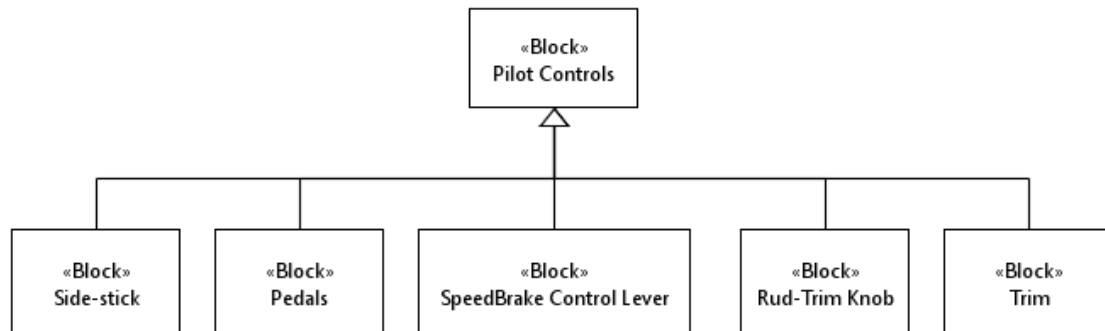 «Block»
Pilot Controls
«Block»
Side-stick
«Block»
Pedals
«Block»
SpeedBrake Control Lever
«Block»
Rud-Trim Knob
«Block»
Trim